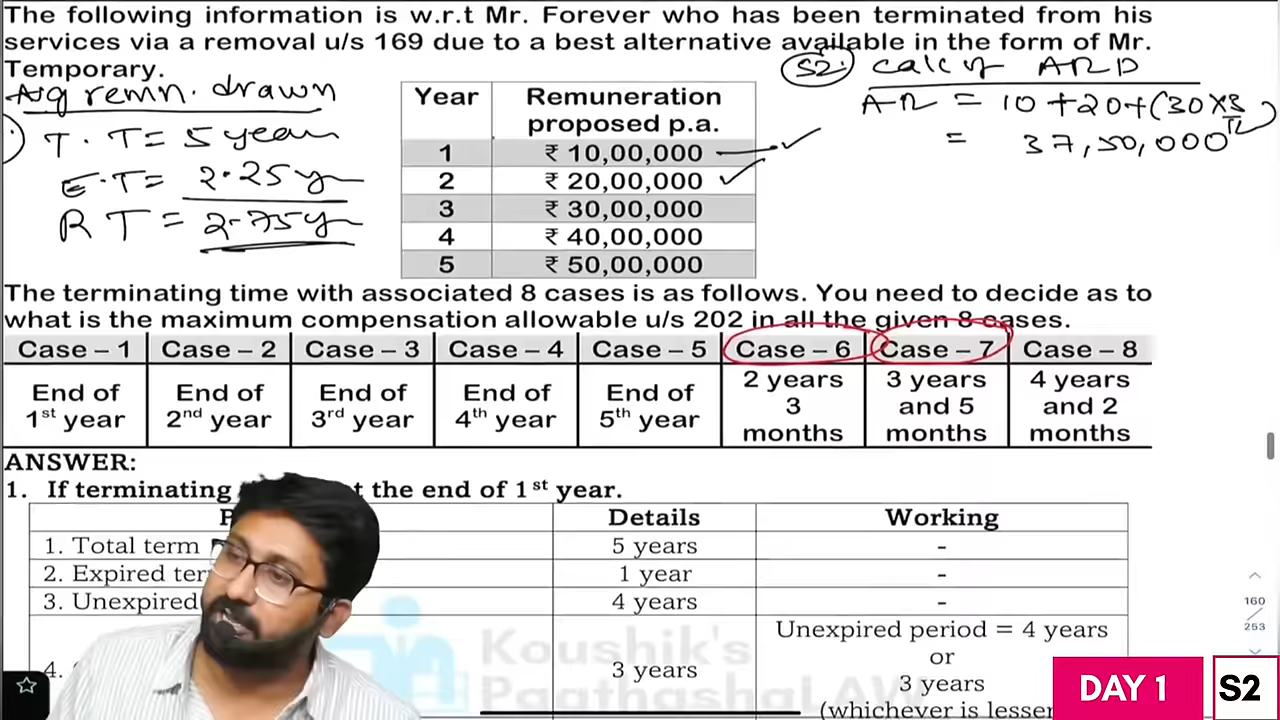 The following information is w.r.t Mr. Forever who has been terminated from his
services via a removal u/s 169 due to a best alternative available in the form of Mr.
Temporary.
S2. calc of ARD
Avg remn. drawn
AR = 10 + 20 + (30 × 3/12)
= 37,50,000
T.T = 5 year
E.T = 2.25 yr
RT = 2.75 yr
Year Remuneration proposed p.a.
1 ₹ 10,00,000
2 ₹ 20,00,000
3 ₹ 30,00,000
4 ₹ 40,00,000
5 ₹ 50,00,000
The terminating time with associated 8 cases is as follows. You need to decide as to
what is the maximum compensation allowable u/s 202 in all the given 8 cases.
Case – 1 Case – 2 Case – 3 Case – 4 Case – 5 Case – 6 Case – 7 Case – 8
End of 1st year End of 2nd year End of 3rd year End of 4th year End of 5th year 2 years 3 months 3 years and 5 months 4 years and 2 months
ANSWER:
1. If terminating the end of 1st year.
Details Working
1. Total term 5 years -
2. Expired 1 year -
3. Unexpired 4 years -
4. 3 years Unexpired period = 4 years
or
3 years
(whichever is lesser
Koushik's
Paathashala
160
253
DAY 1 S2